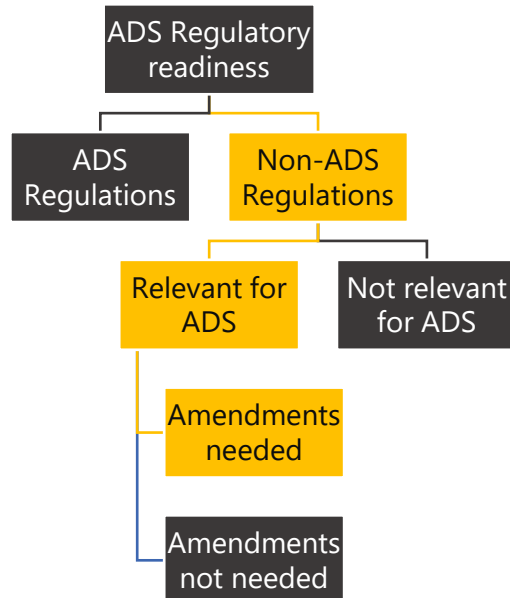 ADS Regulatory
readiness
ADS
Regulations
Non-ADS
Regulations
Relevant for
ADS
Not relevant
for ADS
Amendments
needed
Amendments
not needed